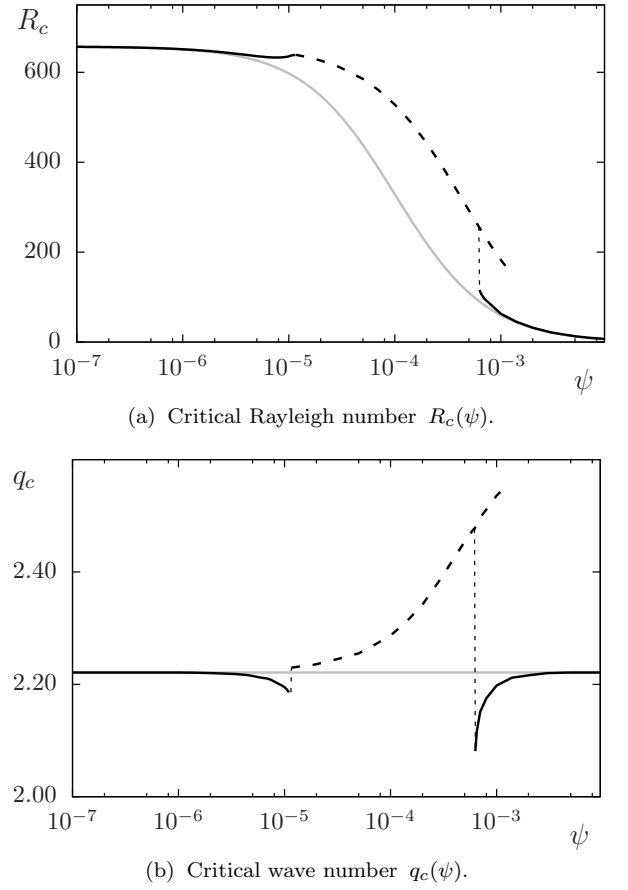 R_c
600
400
200
0
10^−7 10^−6 10^−5 10^−4 10^−3
ψ
(a) Critical Rayleigh number R_c(ψ).
q_c
2.40
2.20
2.00
10^−7 10^−6 10^−5 10^−4 10^−3
ψ
(b) Critical wave number q_c(ψ).